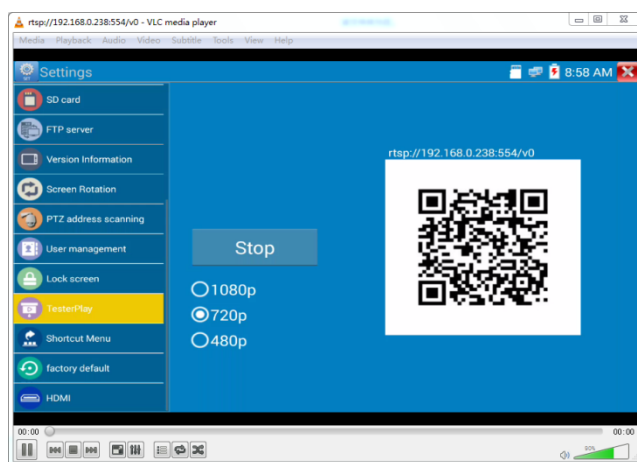 rtsp://192.168.0.238:554/v0 - VLC media player
Media Playback Audio Video Subtitle Tools View Help
Settings
8:58 AM
SD card
FTP server
Version Information
Screen Rotation
PTZ address scanning
User management
Lock screen
TesterPlay
Shortcut Menu
factory default
HDMI
rtsp://192.168.0.238:554/v0
Stop
1080p
720p
480p
00:00
00:00
90%